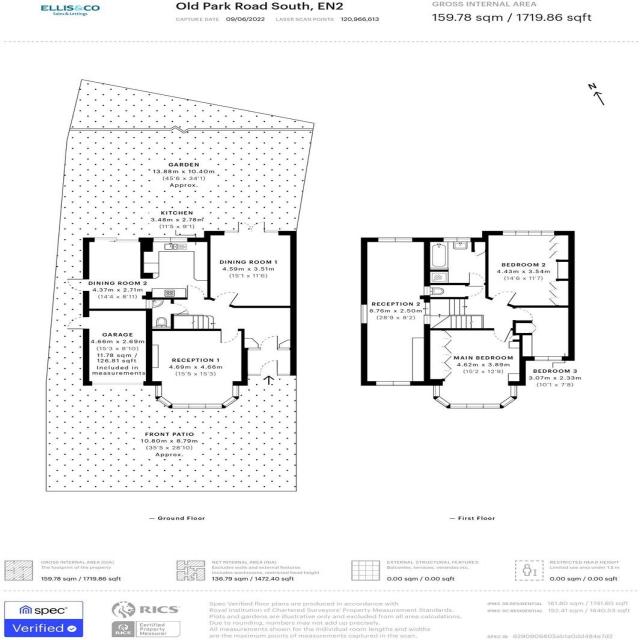 ELLIS&CO
Sales & Lettings
Old Park Road South, EN2
CAPTURE DATE 09/06/2022 LASER SCAN POINTS 120,966,613
GROSS INTERNAL AREA
159.78 sqm / 1719.86 sqft
N
GARDEN
13.88m x 10.40m
(45'6 x 34'1)
Approx.
KITCHEN
3.48m x 2.78m
(11'5 x 9'1)
DINING ROOM 1
4.59m x 3.51m
(15'1 x 11'6)
DINING ROOM 2
4.37m x 2.71m
(14'4 x 8'11)
GARAGE
4.66m x 2.69m
(15'3 x 8'10)
11.78 sqm /
126.81 sqft
Included in
measurements
RECEPTION 1
4.69m x 4.66m
(15'5 x 15'3)
FRONT PATIO
10.80m x 8.79m
(35'5 x 28'10)
Approx.
BEDROOM 2
4.43m x 3.54m
(14'6 x 11'7)
RECEPTION 2
8.76m x 2.50m
(28'9 x 8'2)
MAIN BEDROOM
4.62m x 3.89m
(15'2 x 12'9)
BEDROOM 3
3.07m x 2.33m
(10'1 x 7'8)
— Ground Floor
— First Floor
GROSS INTERNAL AREA (GIA)
The footprint of the property
159.78 sqm / 1719.86 sqft
NET INTERNAL AREA (NIA)
Excludes walls and external features
Includes washrooms, restricted head height
136.79 sqm / 1472.40 sqft
EXTERNAL STRUCTURAL FEATURES
Balconies, terraces, verandas etc.
0.00 sqm / 0.00 sqft
RESTRICTED HEAD HEIGHT
Limited use area under 1.5 m
0.00 sqm / 0.00 sqft
spec
Verified
RICS
RICS
Certified
Property
Measurer
Spec Verified floor plans are produced in accordance with
Royal Institution of Chartered Surveyors' Property Measurement Standards.
Plots and gardens are illustrative only and excluded from all area calculations.
Due to rounding, numbers may not add up precisely.
All measurements shown for the individual room lengths and widths
are the maximum points of measurements captured in the scan.
IPMS 3B RESIDENTIAL
IPMS 3C RESIDENTIAL
SPEC ID